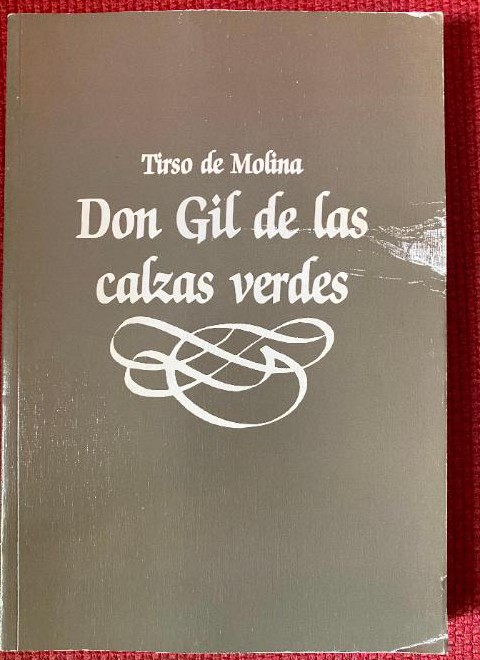 Tirso de Molina
Don Gil de las
calzas verdes